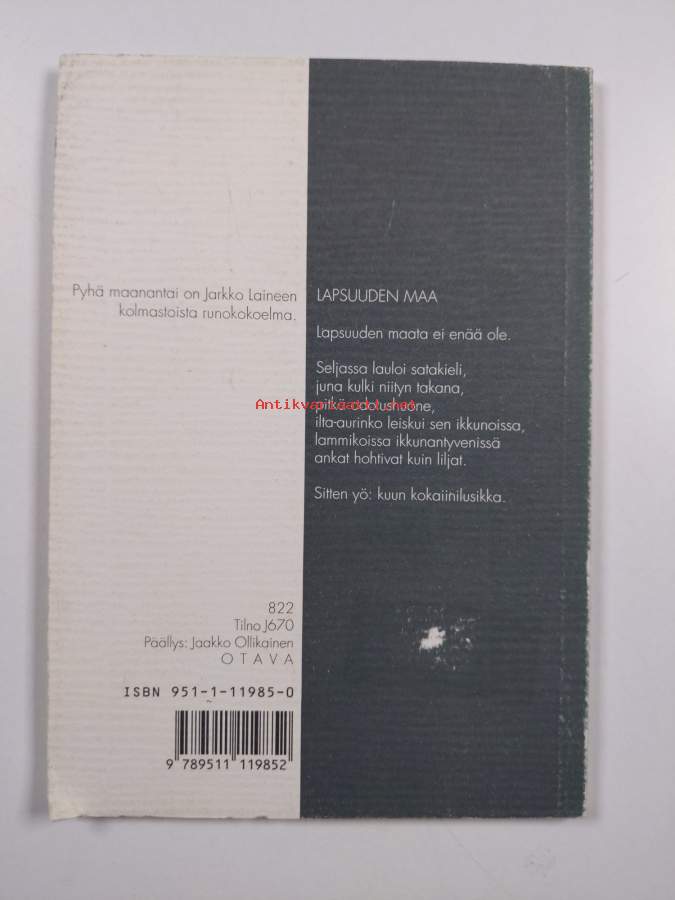 Pyhä maanantai on Jarkko Laineen
kolmastoista runokokoelma.
LAPSUUDEN MAA
Lapsuuden maata ei enää ole.
Seljassa lauloi satakieli,
juna kulki niityn takana,
Antikvariaatit.net
ilta-aurinko leiskui sen ikkunoissa,
lammikoissa ikkunantyvenissä
ankat hohtivat kuin liljat.
Sitten yö: kuun kokaiinilusikka.
822
Tilno J670
Päällys: Jaakko Ollikainen
OTAVA
ISBN 951-1-11985-0
9 789511 119852